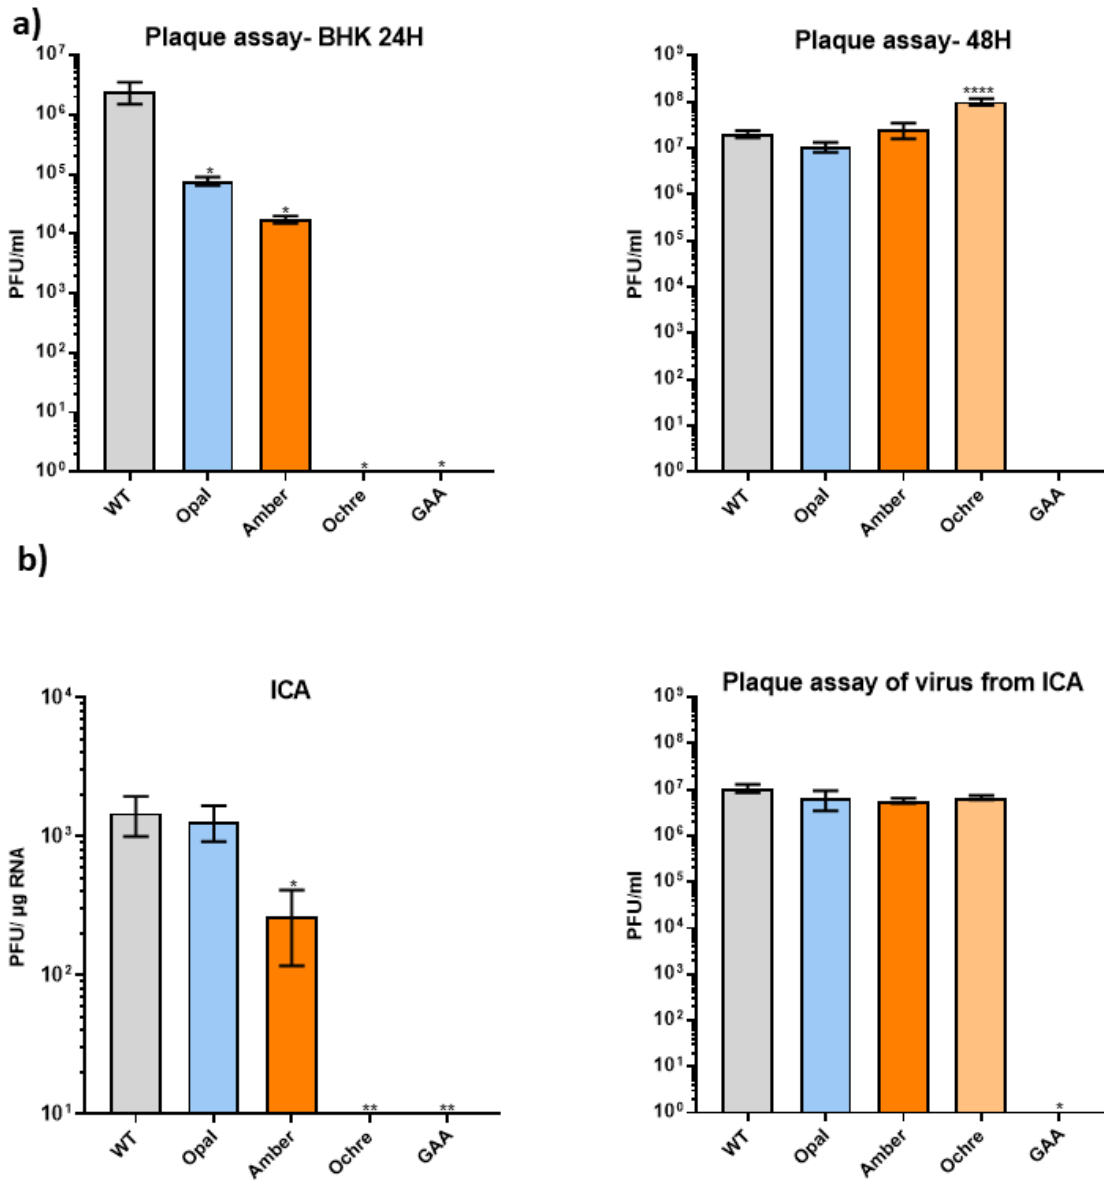 a)
Plaque assay- BHK 24H
PFU/ml
10⁷
10⁶
10⁵
10⁴
10³
10²
10¹
10⁰
*
*
*
*
WT
Opal
Amber
Ochre
GAA
Plaque assay- 48H
PFU/ml
10⁹
10⁸
10⁷
10⁶
10⁵
10⁴
10³
10²
10¹
10⁰
****
WT
Opal
Amber
Ochre
GAA
b)
ICA
PFU/ µg RNA
10⁴
10³
10²
10¹
*
**
**
WT
Opal
Amber
Ochre
GAA
Plaque assay of virus from ICA
PFU/ml
10⁹
10⁸
10⁷
10⁶
10⁵
10⁴
10³
10²
10¹
10⁰
*
WT
Opal
Amber
Ochre
GAA